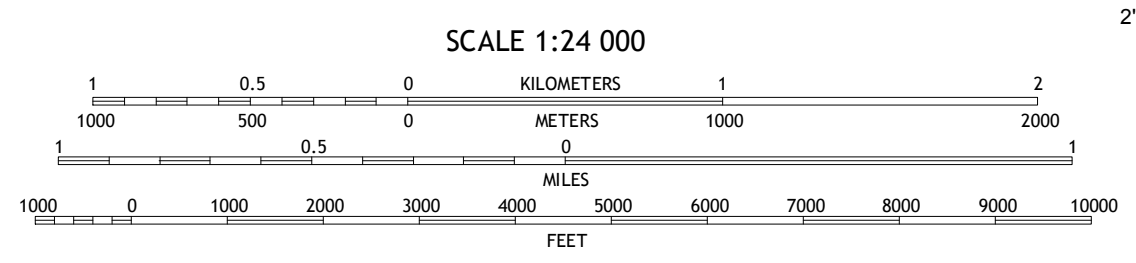 2'
SCALE 1:24 000
1 0.5 0 KILOMETERS 1 2
1000 500 0 METERS 1000 2000
1 0.5 0 1
MILES
1000 0 1000 2000 3000 4000 5000 6000 7000 8000 9000 10000
FEET